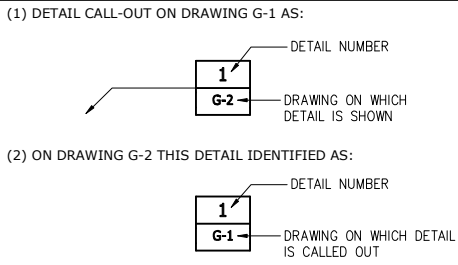 (1) DETAIL CALL-OUT ON DRAWING G-1 AS:
DETAIL NUMBER
1
G-2
DRAWING ON WHICH
DETAIL IS SHOWN
(2) ON DRAWING G-2 THIS DETAIL IDENTIFIED AS:
DETAIL NUMBER
1
G-1
DRAWING ON WHICH DETAIL
IS CALLED OUT